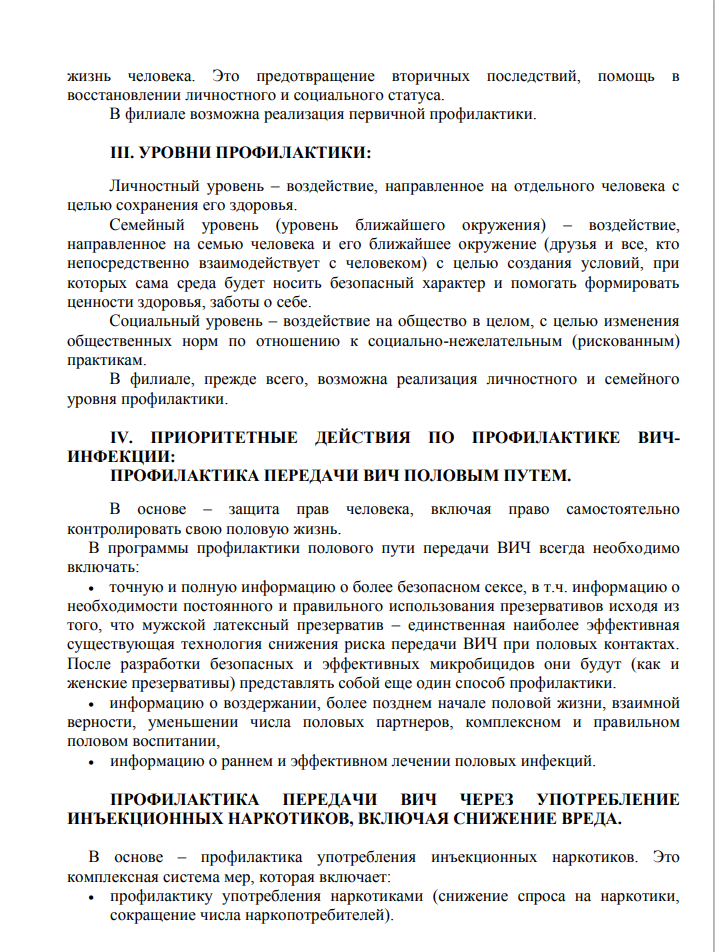 жизнь человека. Это предотвращение вторичных последствий, помощь в
восстановлении личностного и социального статуса.
В филиале возможна реализация первичной профилактики.
III. УРОВНИ ПРОФИЛАКТИКИ:
Личностный уровень – воздействие, направленное на отдельного человека с
целью сохранения его здоровья.
Семейный уровень (уровень ближайшего окружения) – воздействие,
направленное на семью человека и его ближайшее окружение (друзья и все, кто
непосредственно взаимодействует с человеком) с целью создания условий, при
которых сама среда будет носить безопасный характер и помогать формировать
ценности здоровья, заботы о себе.
Социальный уровень – воздействие на общество в целом, с целью изменения
общественных норм по отношению к социально-нежелательным (рискованным)
практикам.
В филиале, прежде всего, возможна реализация личностного и семейного
уровня профилактики.
IV. ПРИОРИТЕТНЫЕ ДЕЙСТВИЯ ПО ПРОФИЛАКТИКЕ ВИЧ-
ИНФЕКЦИИ:
ПРОФИЛАКТИКА ПЕРЕДАЧИ ВИЧ ПОЛОВЫМ ПУТЕМ.
В основе – защита прав человека, включая право самостоятельно
контролировать свою половую жизнь.
В программы профилактики полового пути передачи ВИЧ всегда необходимо
включать:
• точную и полную информацию о более безопасном сексе, в т.ч. информацию о
необходимости постоянного и правильного использования презервативов исходя из
того, что мужской латексный презерватив – единственная наиболее эффективная
существующая технология снижения риска передачи ВИЧ при половых контактах.
После разработки безопасных и эффективных микробицидов они будут (как и
женские презервативы) представлять собой еще один способ профилактики.
• информацию о воздержании, более позднем начале половой жизни, взаимной
верности, уменьшении числа половых партнеров, комплексном и правильном
половом воспитании,
• информацию о раннем и эффективном лечении половых инфекций.
ПРОФИЛАКТИКА ПЕРЕДАЧИ ВИЧ ЧЕРЕЗ УПОТРЕБЛЕНИЕ
ИНЪЕКЦИОННЫХ НАРКОТИКОВ, ВКЛЮЧАЯ СНИЖЕНИЕ ВРЕДА.
В основе – профилактика употребления инъекционных наркотиков. Это
комплексная система мер, которая включает:
• профилактику употребления наркотиками (снижение спроса на наркотики,
сокращение числа наркопотребителей).